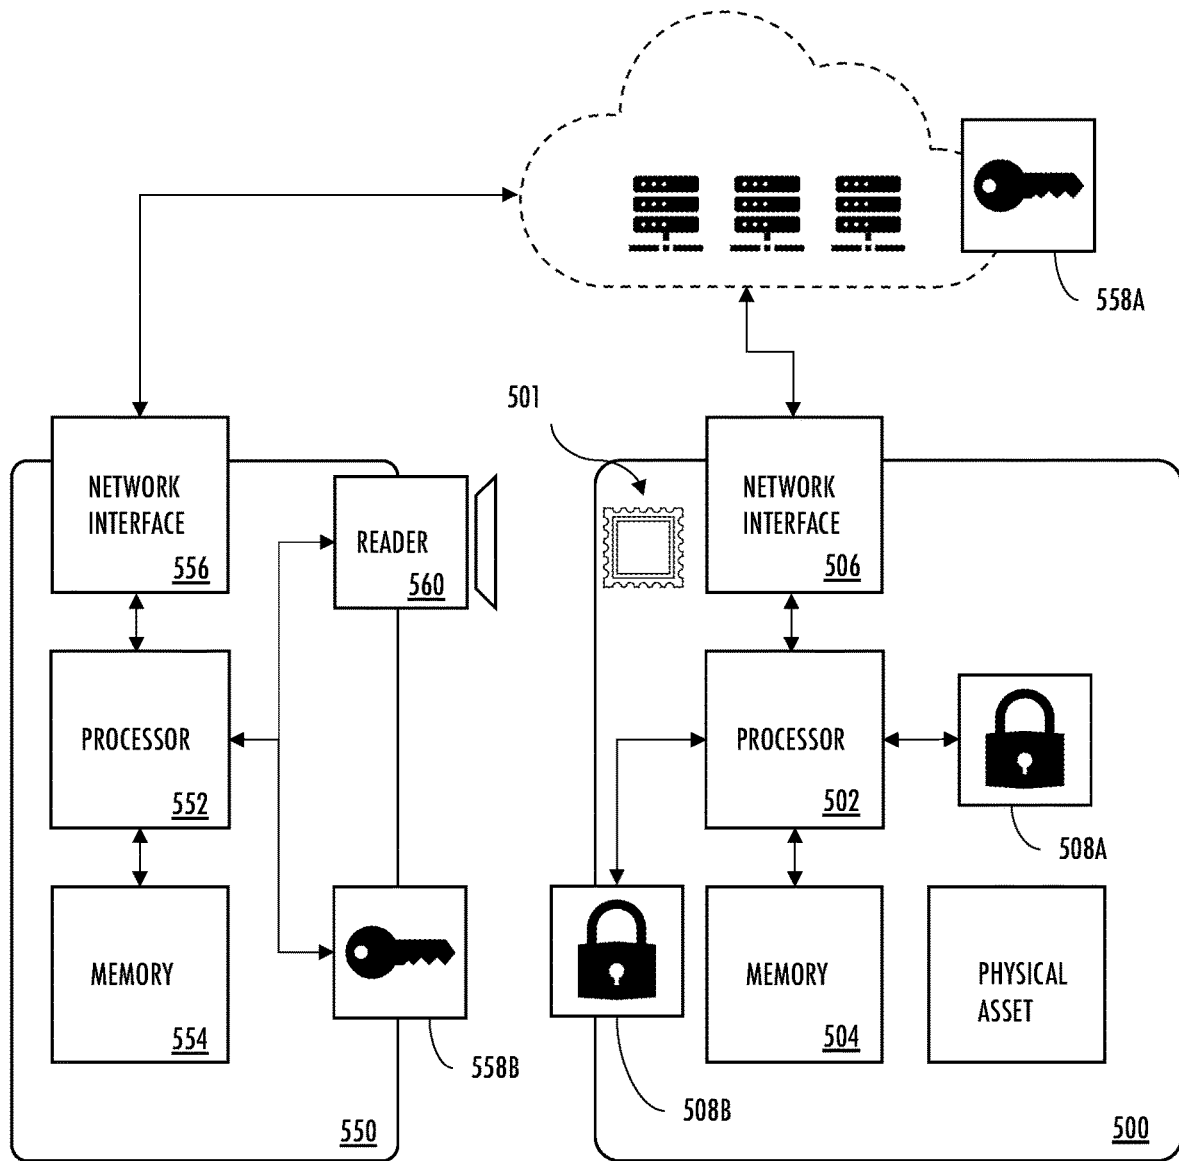 558A
501
NETWORK
INTERFACE
556
READER
560
NETWORK
INTERFACE
506
PROCESSOR
552
PROCESSOR
502
508A
MEMORY
554
558B
508B
MEMORY
504
PHYSICAL
ASSET
550
500